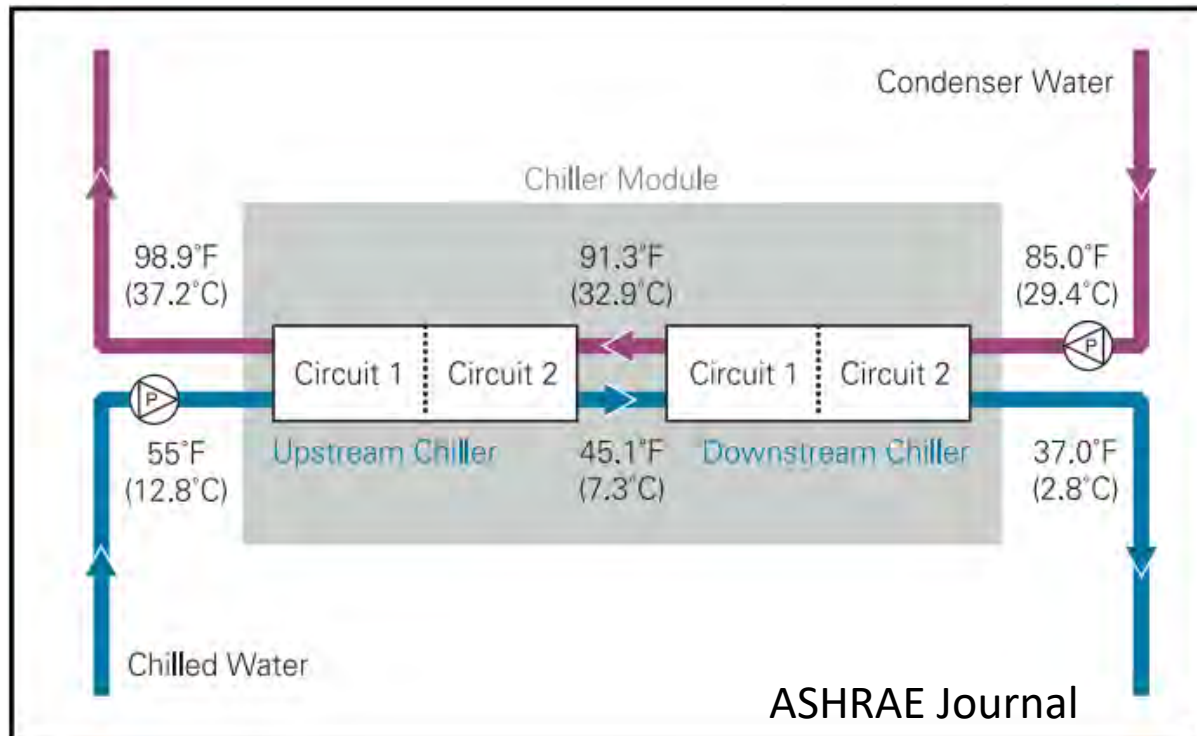 Condenser Water
Chiller Module
98.9°F
(37.2°C)
91.3°F
(32.9°C)
85.0°F
(29.4°C)
P
Circuit 1
Circuit 2
Circuit 1
Circuit 2
P
55°F
(12.8°C)
Upstream Chiller
45.1°F
(7.3°C)
Downstream Chiller
37.0°F
(2.8°C)
Chilled Water
ASHRAE Journal